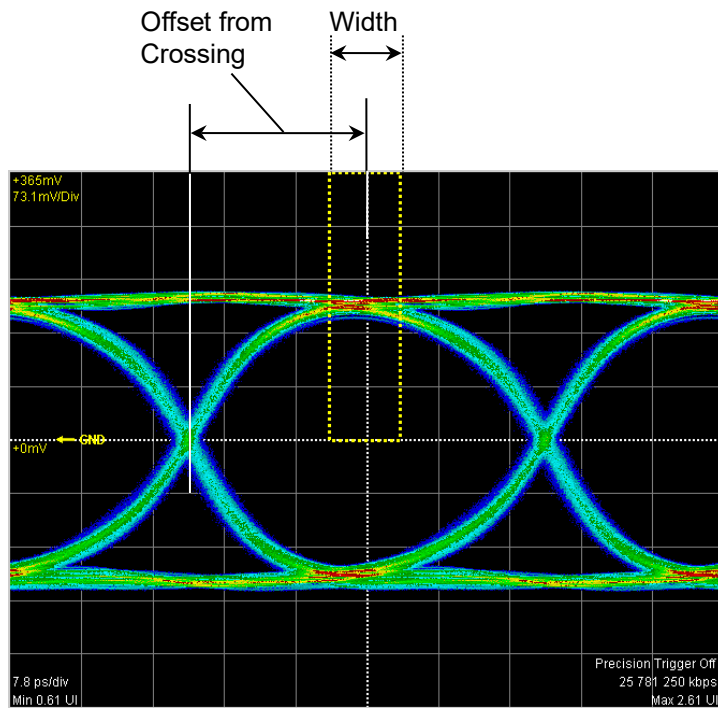 Offset from
Crossing
Width
+365mV
73.1mV/Div
+0mV
GND
7.8 ps/div
Min 0.61 UI
Precision Trigger Off
25 781 250 kbps
Max 2.61 UI